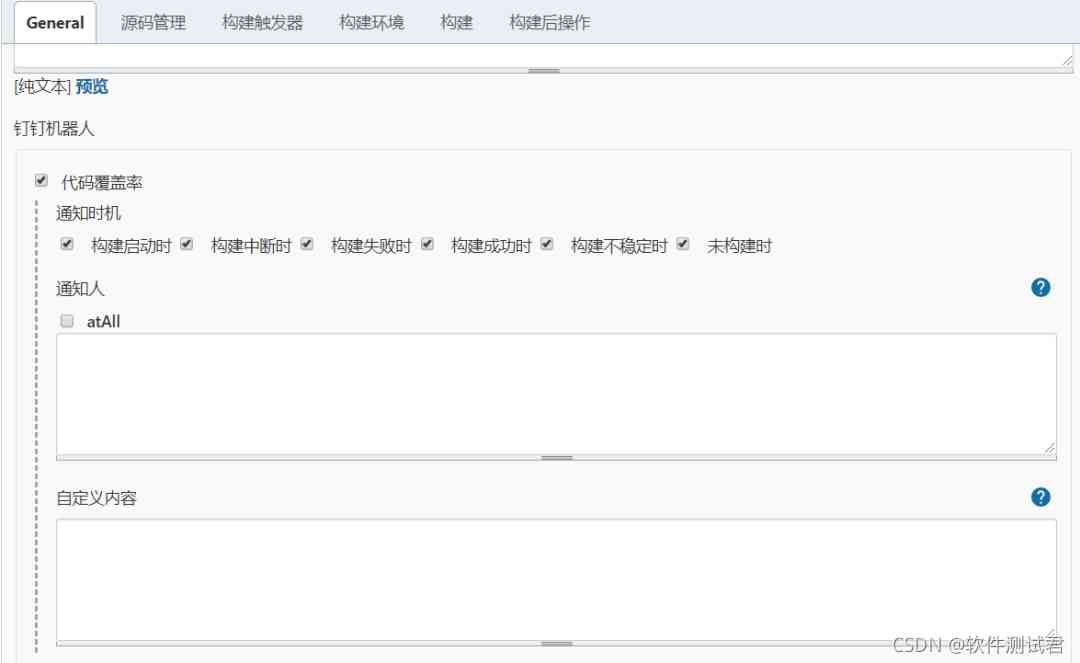 General 源码管理 构建触发器 构建环境 构建 构建后操作
[纯文本] 预览
钉钉机器人
代码覆盖率
通知时机
构建启动时 构建中断时 构建失败时 构建成功时 构建不稳定时 未构建时
通知人
?
atAll
自定义内容
?
CSDN @软件测试君